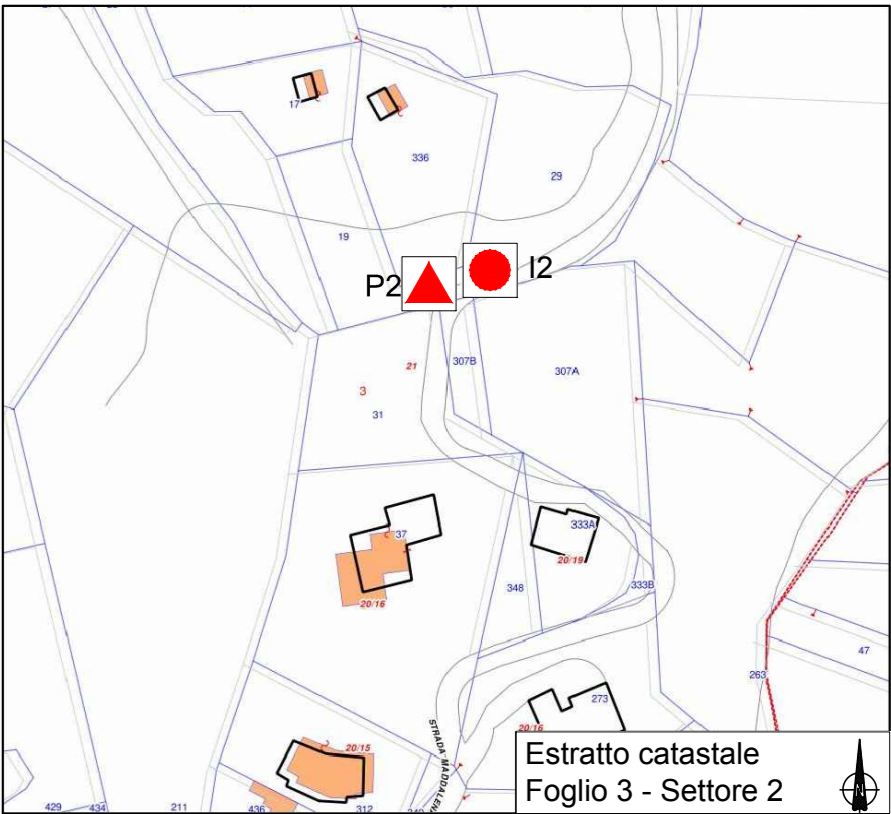 17
336
29
19
P2
I2
307B
307A
21
3
31
37
333A
20/19
20/16
348
333B
47
263
273
20/16
STRADA MADDALEN
20/15
Estratto catastale
Foglio 3 - Settore 2
429
434
211
436
312